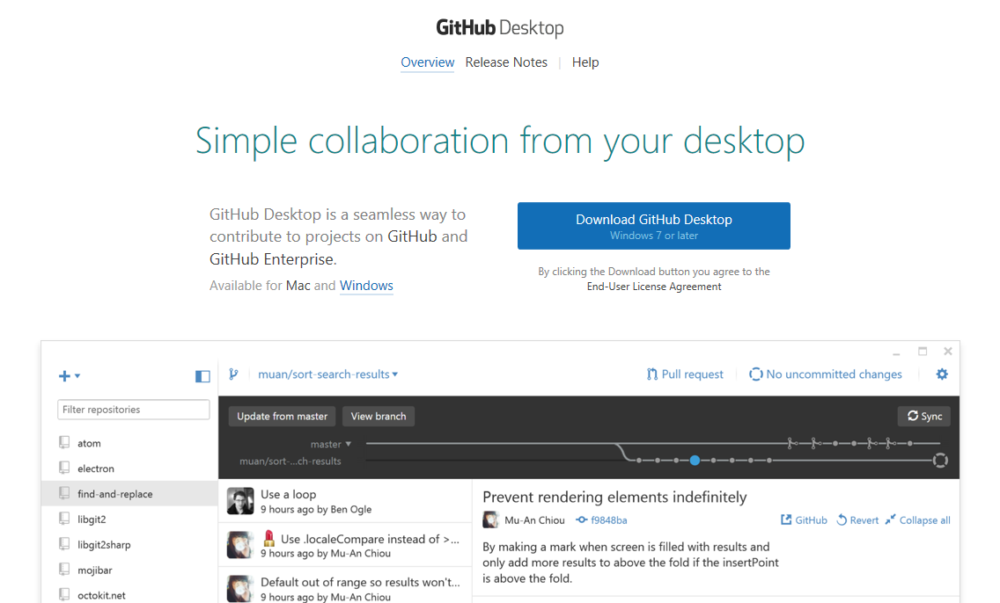 GitHub Desktop
Overview Release Notes | Help
Simple collaboration from your desktop
GitHub Desktop is a seamless way to
contribute to projects on GitHub and
GitHub Enterprise.
Available for Mac and Windows
Download GitHub Desktop
Windows 7 or later
By clicking the Download button you agree to the
End-User License Agreement
muan/sort-search-results
Pull request
No uncommitted changes
Filter repositories
atom
electron
find-and-replace
libgit2
libgit2sharp
mojibar
octokit.net
Update from master
View branch
Sync
master
muan/sort-...ch-results
Use a loop
9 hours ago by Ben Ogle
Use .localeCompare instead of >...
9 hours ago by Mu-An Chiou
Default out of range so results won't...
9 hours ago by Mu-An Chiou
Prevent rendering elements indefinitely
Mu-An Chiou f9848ba
GitHub Revert Collapse all
By making a mark when screen is filled with results and
only add more results to above the fold if the insertPoint
is above the fold.